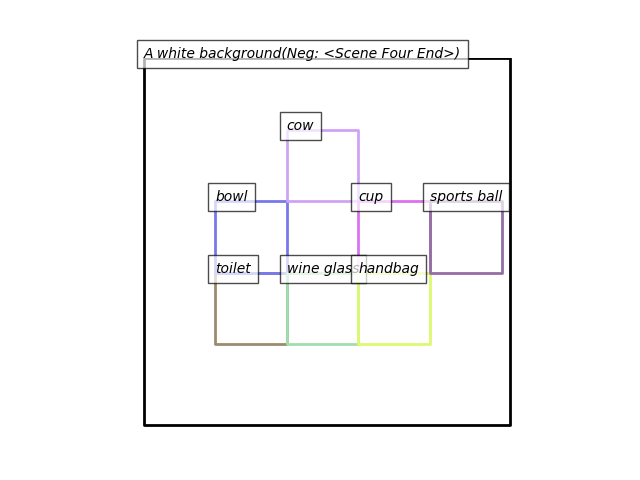 A white background(Neg: <Scene Four End>)
cow
bowl
cup
sports ball
toilet
wine glass
handbag